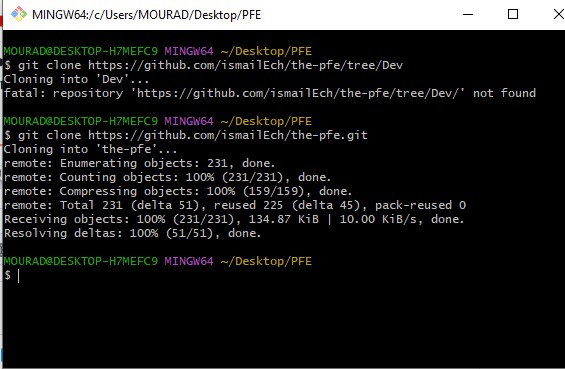 MINGW64:/c/Users/MOURAD/Desktop/PFE
MOURAD@DESKTOP-H7MEFC9 MINGW64 ~/Desktop/PFE
$ git clone https://github.com/ismailEch/the-pfe/tree/Dev
Cloning into 'Dev'...
fatal: repository 'https://github.com/ismailEch/the-pfe/tree/Dev/' not found
MOURAD@DESKTOP-H7MEFC9 MINGW64 ~/Desktop/PFE
$ git clone https://github.com/ismailEch/the-pfe.git
Cloning into 'the-pfe'...
remote: Enumerating objects: 231, done.
remote: Counting objects: 100% (231/231), done.
remote: Compressing objects: 100% (159/159), done.
remote: Total 231 (delta 51), reused 225 (delta 45), pack-reused 0
Receiving objects: 100% (231/231), 134.87 KiB | 10.00 KiB/s, done.
Resolving deltas: 100% (51/51), done.
MOURAD@DESKTOP-H7MEFC9 MINGW64 ~/Desktop/PFE
$